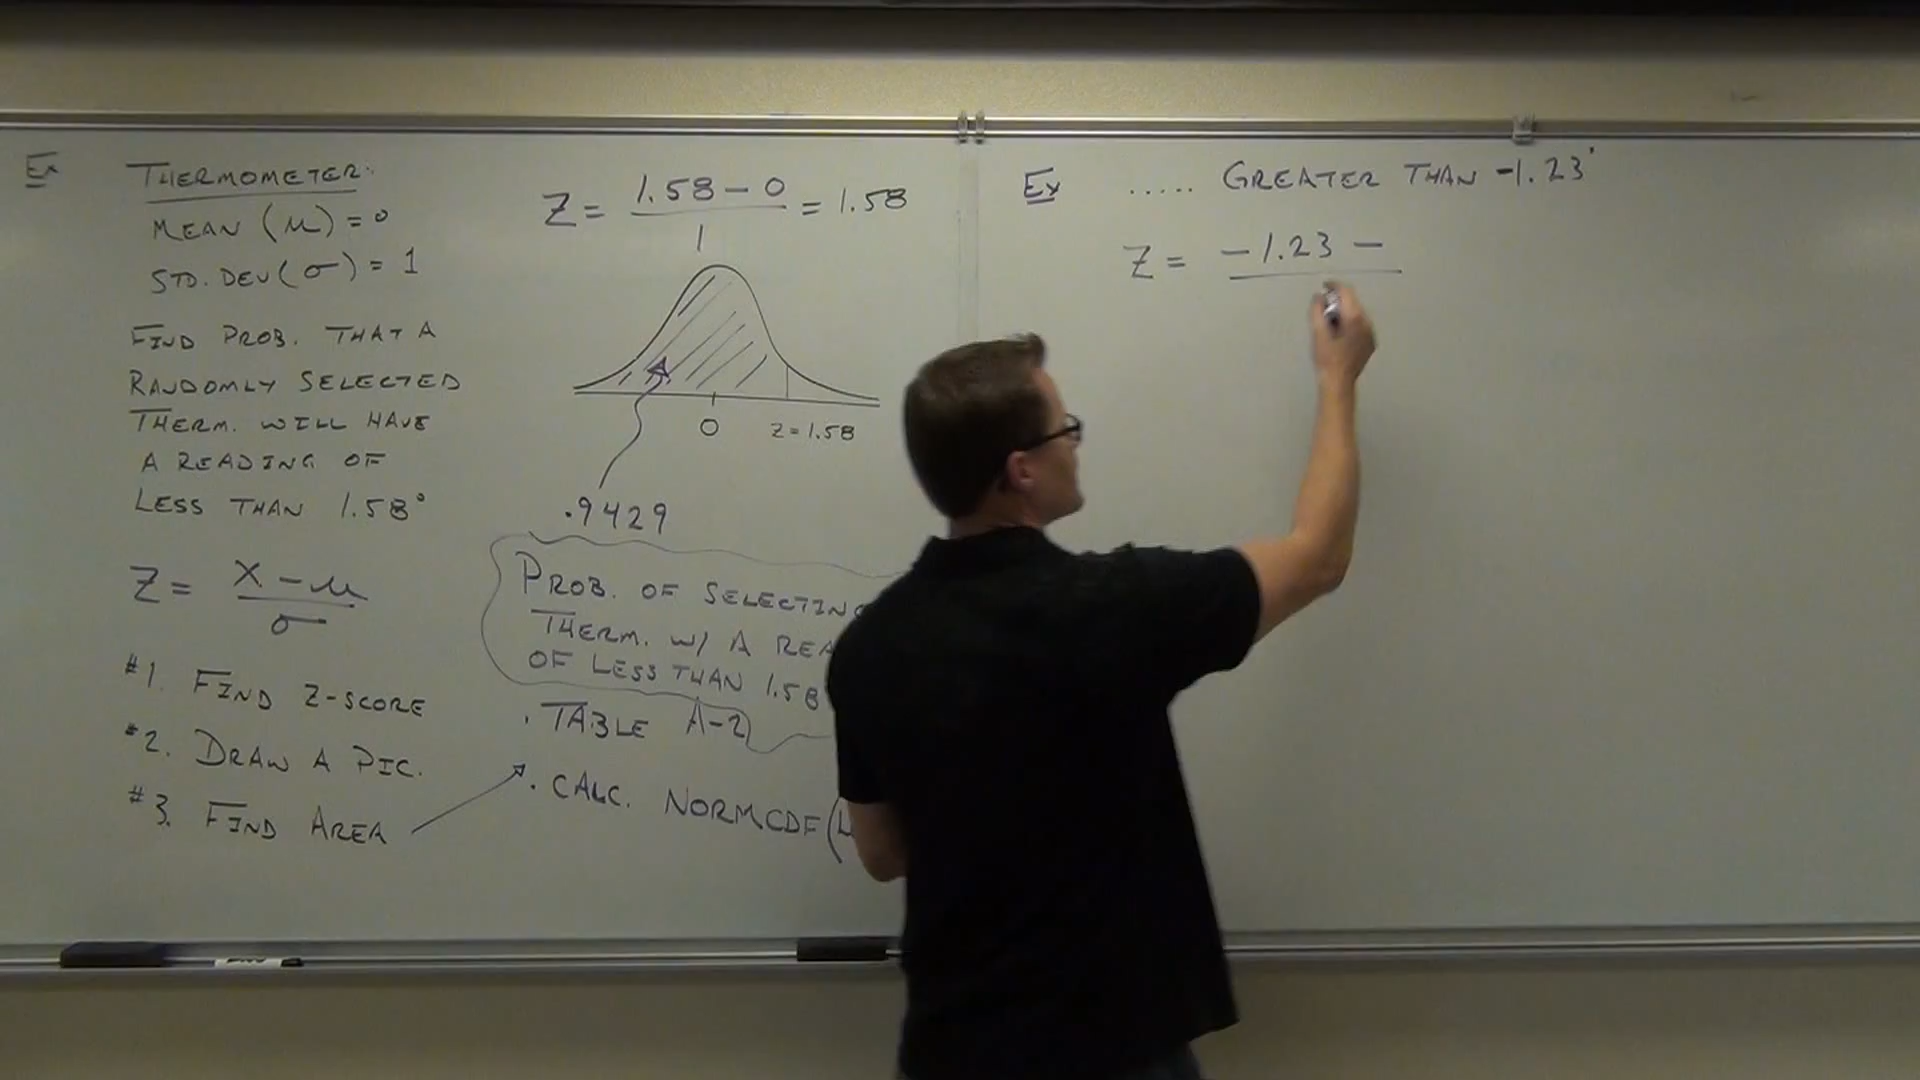 Ex
THERMOMETER:
MEAN (μ) = 0
STD. DEV (σ) = 1
FIND PROB. THAT A
RANDOMLY SELECTED
THERM. WILL HAVE
A READING OF
LESS THAN 1.58°
Z = X - μ
σ
#1. FIND Z-SCORE
#2. DRAW A PIC.
#3. FIND AREA
Z = 1.58 - 0 = 1.58
1
0 Z = 1.58
.9429
PROB. OF SELECTING
THERM. W/ A REA
OF LESS THAN 1.58
. TABLE A-2
. CALC. NORMCDF(L
Ex ..... GREATER THAN -1.23°
Z = -1.23 -